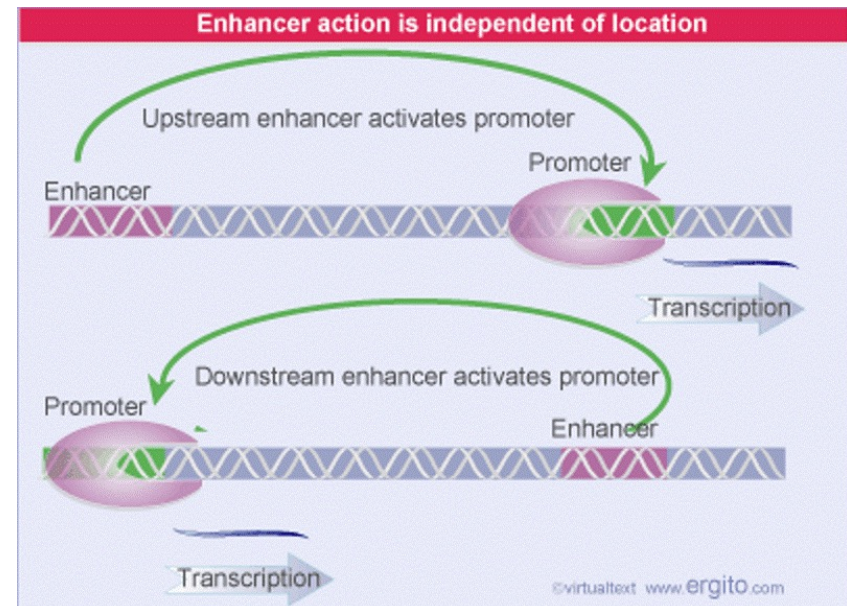 Enhancer action is independent of location
Upstream enhancer activates promoter
Promoter
Enhancer
Transcription
Downstream enhancer activates promoter
Promoter
Enhancer
Transcription
©virtualtext www.ergito.com